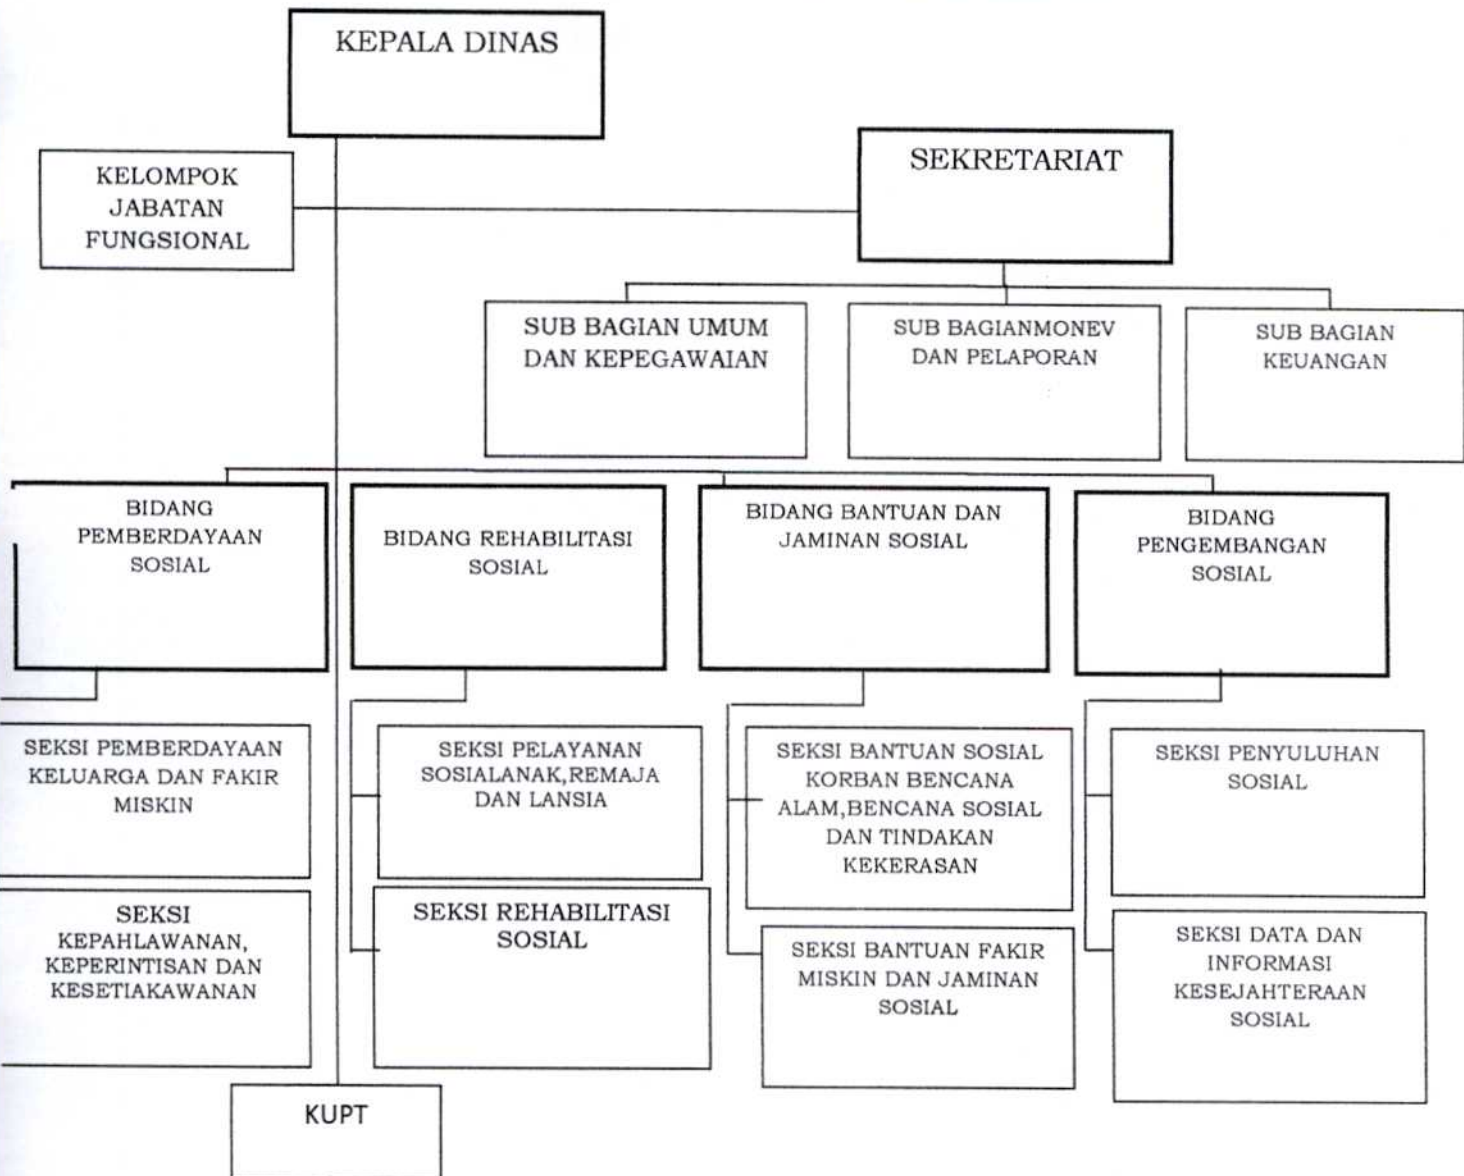 KEPALA DINAS
SEKRETARIAT
KELOMPOK
JABATAN
FUNGSIONAL
SUB BAGIAN UMUM
DAN KEPEGAWAIAN
SUB BAGIANMONEV
DAN PELAPORAN
SUB BAGIAN
KEUANGAN
BIDANG
PEMBERDAYAAN
SOSIAL
BIDANG REHABILITASI
SOSIAL
BIDANG BANTUAN DAN
JAMINAN SOSIAL
BIDANG
PENGEMBANGAN
SOSIAL
SEKSI PEMBERDAYAAN
KELUARGA DAN FAKIR
MISKIN
SEKSI PELAYANAN
SOSIALANAK,REMAJA
DAN LANSIA
SEKSI BANTUAN SOSIAL
KORBAN BENCANA
ALAM,BENCANA SOSIAL
DAN TINDAKAN
KEKERASAN
SEKSI PENYULUHAN
SOSIAL
SEKSI
KEPAHLAWANAN,
KEPERINTISAN DAN
KESETIAKAWANAN
SEKSI REHABILITASI
SOSIAL
SEKSI BANTUAN FAKIR
MISKIN DAN JAMINAN
SOSIAL
SEKSI DATA DAN
INFORMASI
KESEJAHTERAAN
SOSIAL
KUPT